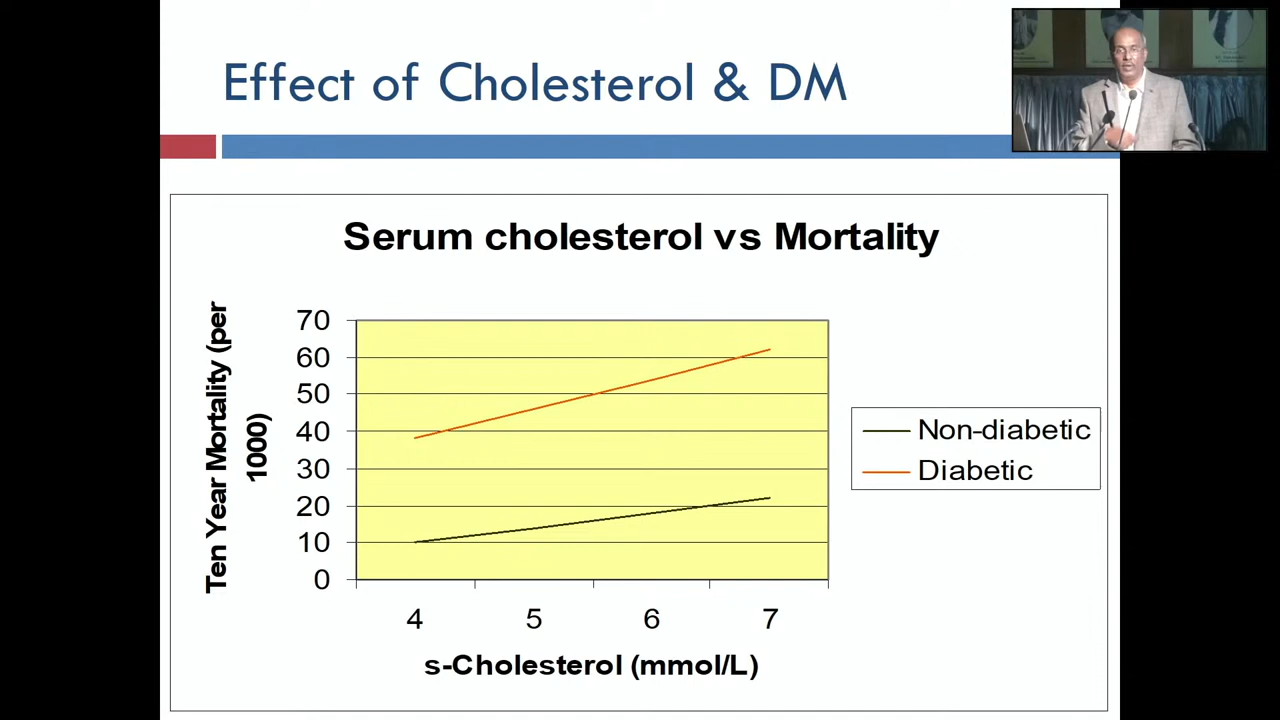 Effect of Cholesterol & DM
Serum cholesterol vs Mortality
Ten Year Mortality (per
1000)
70
60
50
40
30
20
10
0
4 5 6 7
s-Cholesterol (mmol/L)
Non-diabetic
Diabetic